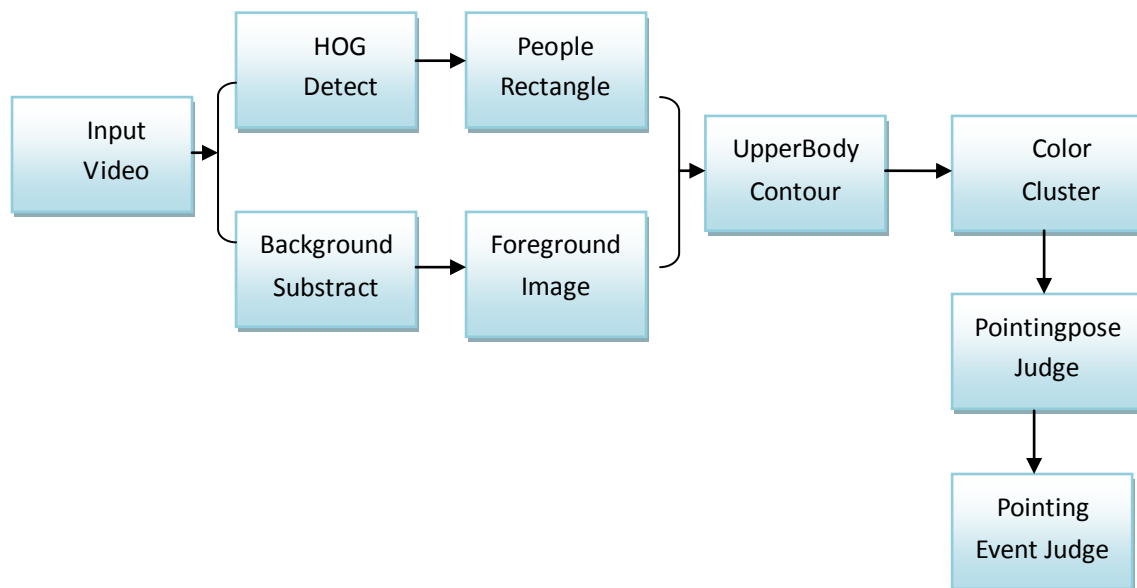 HOG
Detect
People
Rectangle
Input
Video
UpperBody
Contour
Color
Cluster
Background
Substract
Foreground
Image
Pointingpose
Judge
Pointing
Event Judge